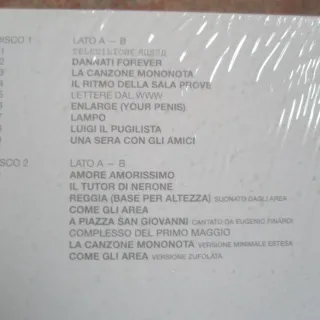 DISCO 1 LATO A – B
DANNATI FOREVER
LA CANZONE MONONOTA
IL RITMO DELLA SALA PROVE
LETTERE DAL WWW
ENLARGE (YOUR PENIS)
LAMPO
LUIGI IL PUGILISTA
UNA SERA CON GLI AMICI
DISCO 2 LATO A – B
AMORE AMORISSIMO
IL TUTOR DI NERONE
REGGIA (BASE PER ALTEZZA) SUONATO DAGLI AREA
COME GLI AREA
A PIAZZA SAN GIOVANNI CANTATO DA EUGENIO FINARDI
COMPLESSO DEL PRIMO MAGGIO
LA CANZONE MONONOTA VERSIONE MINIMALE ESTESA
COME GLI AREA VERSIONE ZUFOLATA